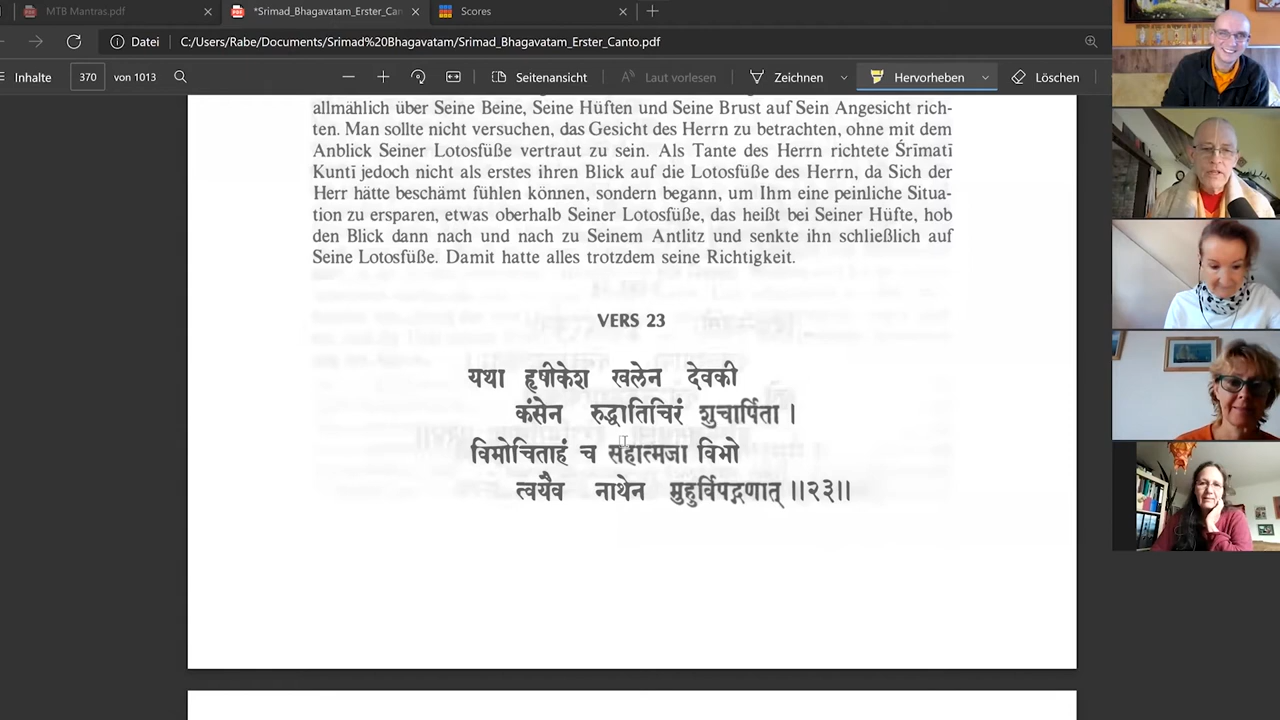 MTB Mantras.pdf
*Srimad_Bhagavatam_Erster_Can
Scores
Datei
C:/Users/Rabe/Documents/Srimad%20Bhagavatam/Srimad_Bhagavatam_Erster_Canto.pdf
Inhalte
370
von 1013
Seitenansicht
Laut vorlesen
Zeichnen
Hervorheben
Löschen
allmählich über Seine Beine, Seine Hüften und Seine Brust auf Sein Angesicht rich-
ten. Man sollte nicht versuchen, das Gesicht des Herrn zu betrachten, ohne mit dem
Anblick Seiner Lotosfüße vertraut zu sein. Als Tante des Herrn richtete Śrīmatī
Kuntī jedoch nicht als erstes ihren Blick auf die Lotosfüße des Herrn, da Sich der
Herr hätte beschämt fühlen können, sondern begann, um Ihm eine peinliche Situa-
tion zu ersparen, etwas oberhalb Seiner Lotosfüße, das heißt bei Seiner Hüfte, hob
den Blick dann nach und nach zu Seinem Antlitz und senkte ihn schließlich auf
Seine Lotosfüße. Damit hatte alles trotzdem seine Richtigkeit.
VERS 23
यथा हृषीकेश खलेन देवकी
कंसेन रुद्धातिचिरं शुचार्पिता ।
विमोचिताहं च सहात्मजा विभो
त्वयैव नाथेन मुहुर्विपद्गणात् ॥२३॥